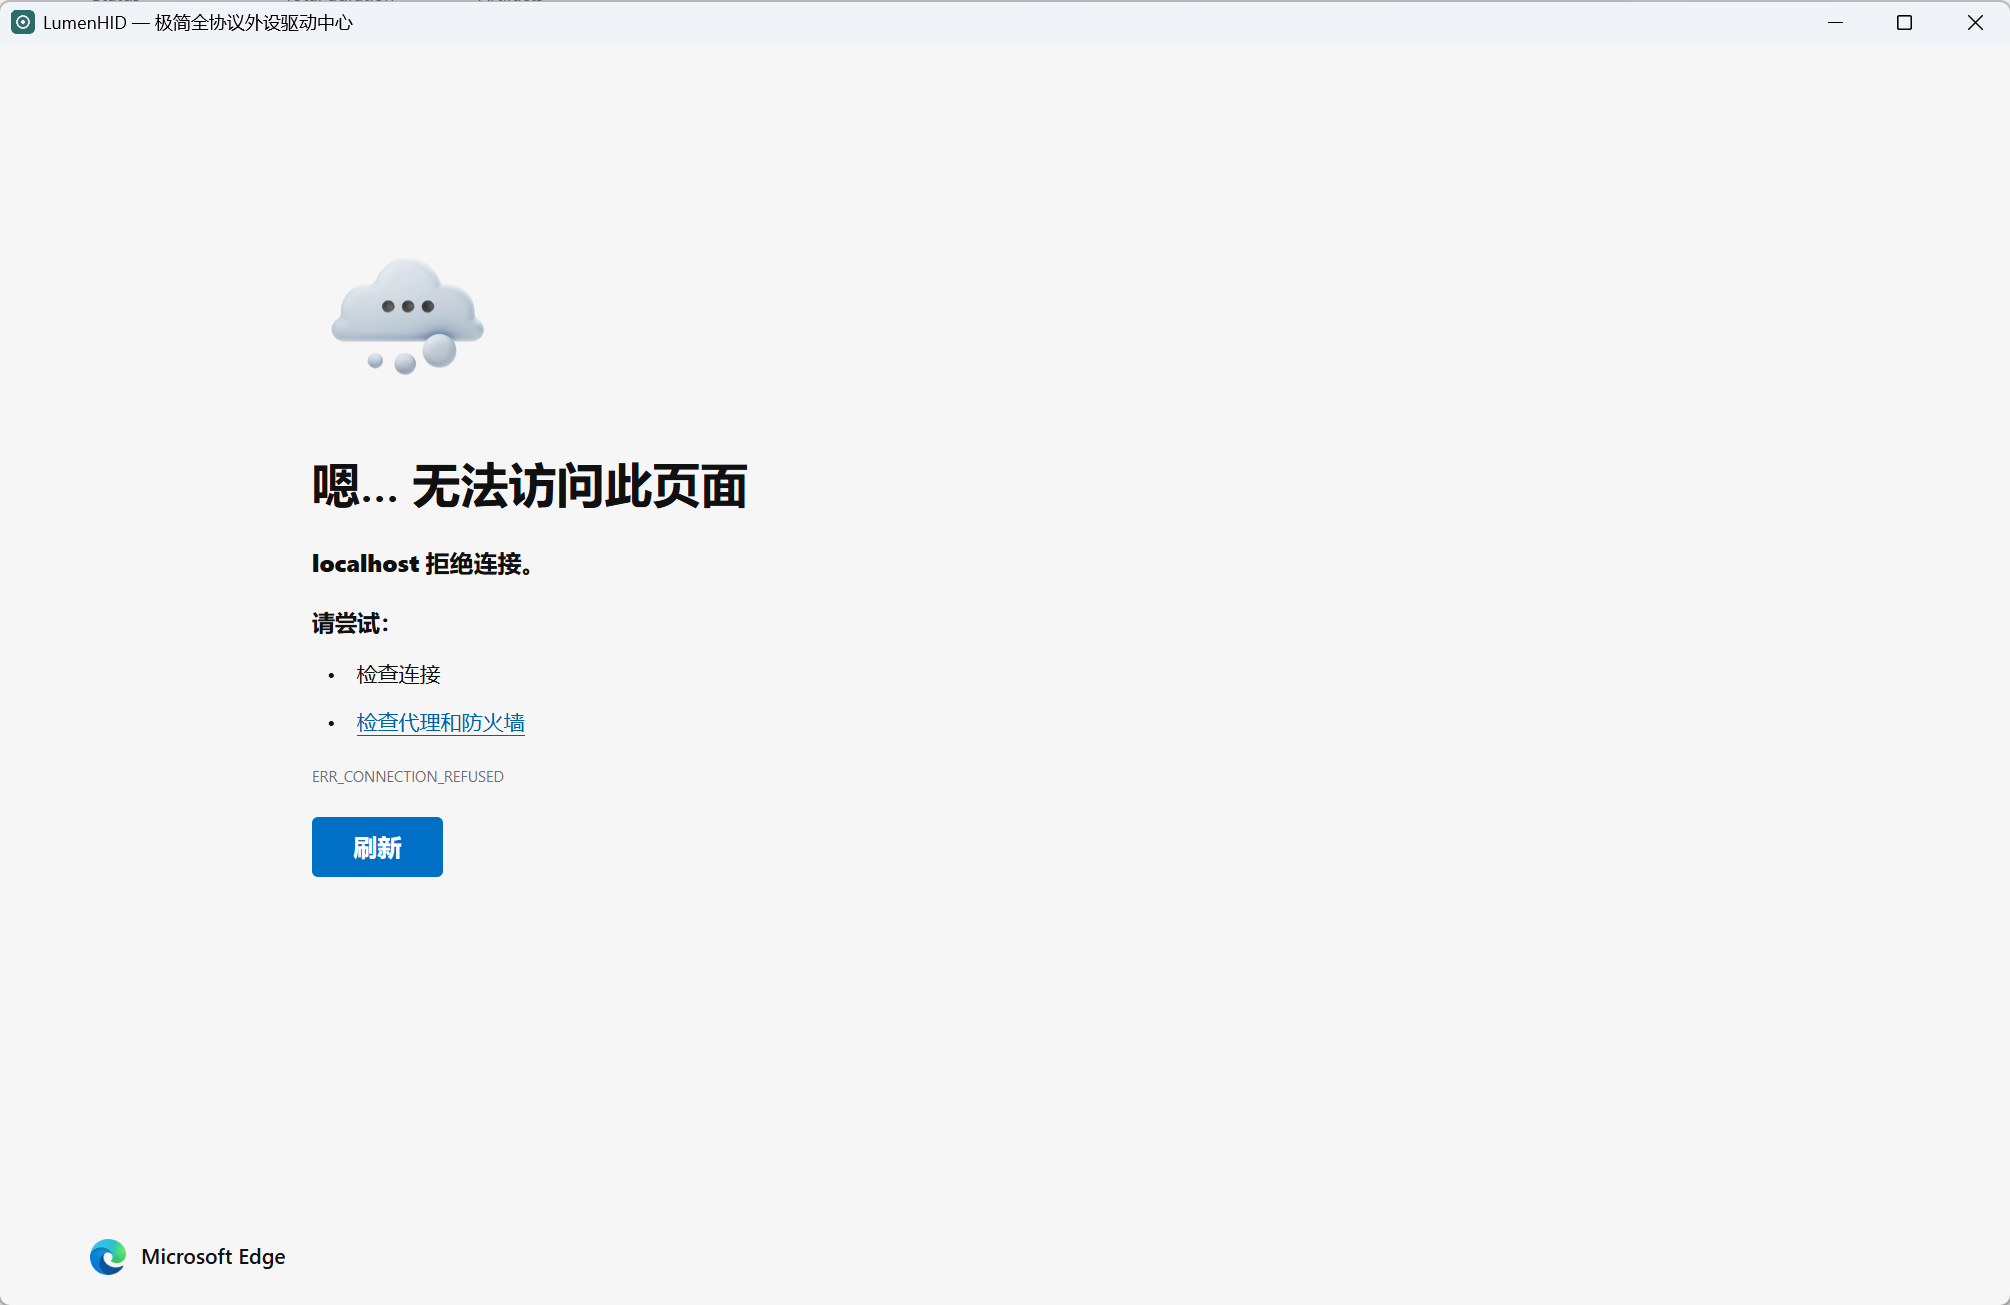 LumenHID — 极简全协议外设驱动中心
嗯… 无法访问此页面
localhost 拒绝连接。
请尝试：
• 检查连接
• 检查代理和防火墙
ERR_CONNECTION_REFUSED
刷新
Microsoft Edge